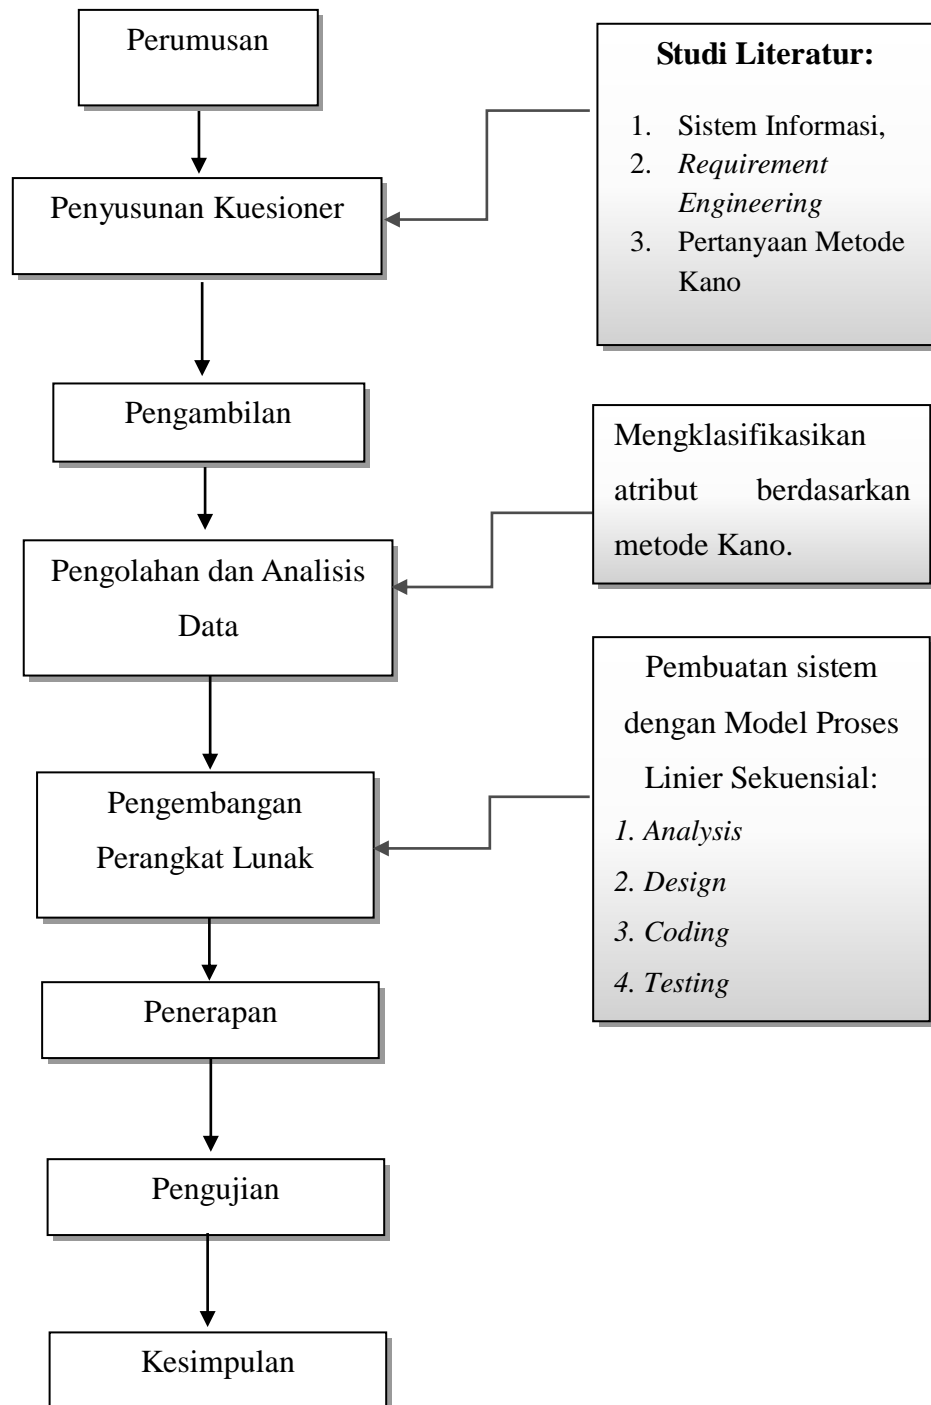 Perumusan
Penyusunan Kuesioner
Pengambilan
Pengolahan dan Analisis
Data
Pengembangan
Perangkat Lunak
Penerapan
Pengujian
Kesimpulan
Studi Literatur:
1. Sistem Informasi,
2. Requirement
Engineering
3. Pertanyaan Metode
Kano
Mengklasifikasikan
atribut berdasarkan
metode Kano.
Pembuatan sistem
dengan Model Proses
Linier Sekuensial:
1. Analysis
2. Design
3. Coding
4. Testing